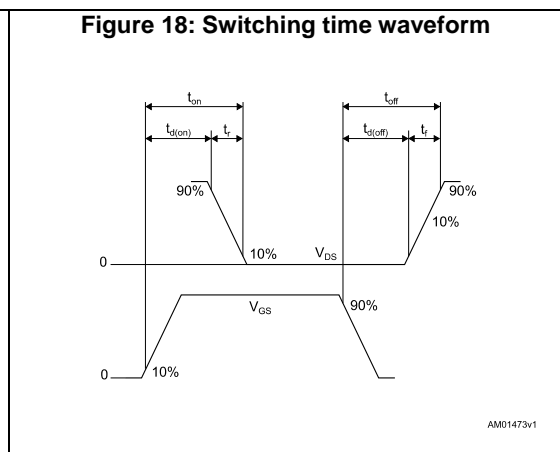 Figure 18: Switching time waveform
ton toff
td(on) tr td(off) tf
90% 90%
10%
0 10% VDS
VGS 90%
0 10%
AM01473v1